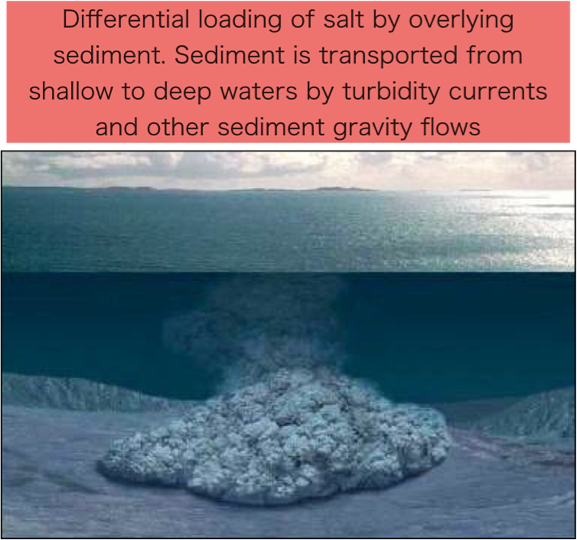 Differential loading of salt by overlying
sediment. Sediment is transported from
shallow to deep waters by turbidity currents
and other sediment gravity flows